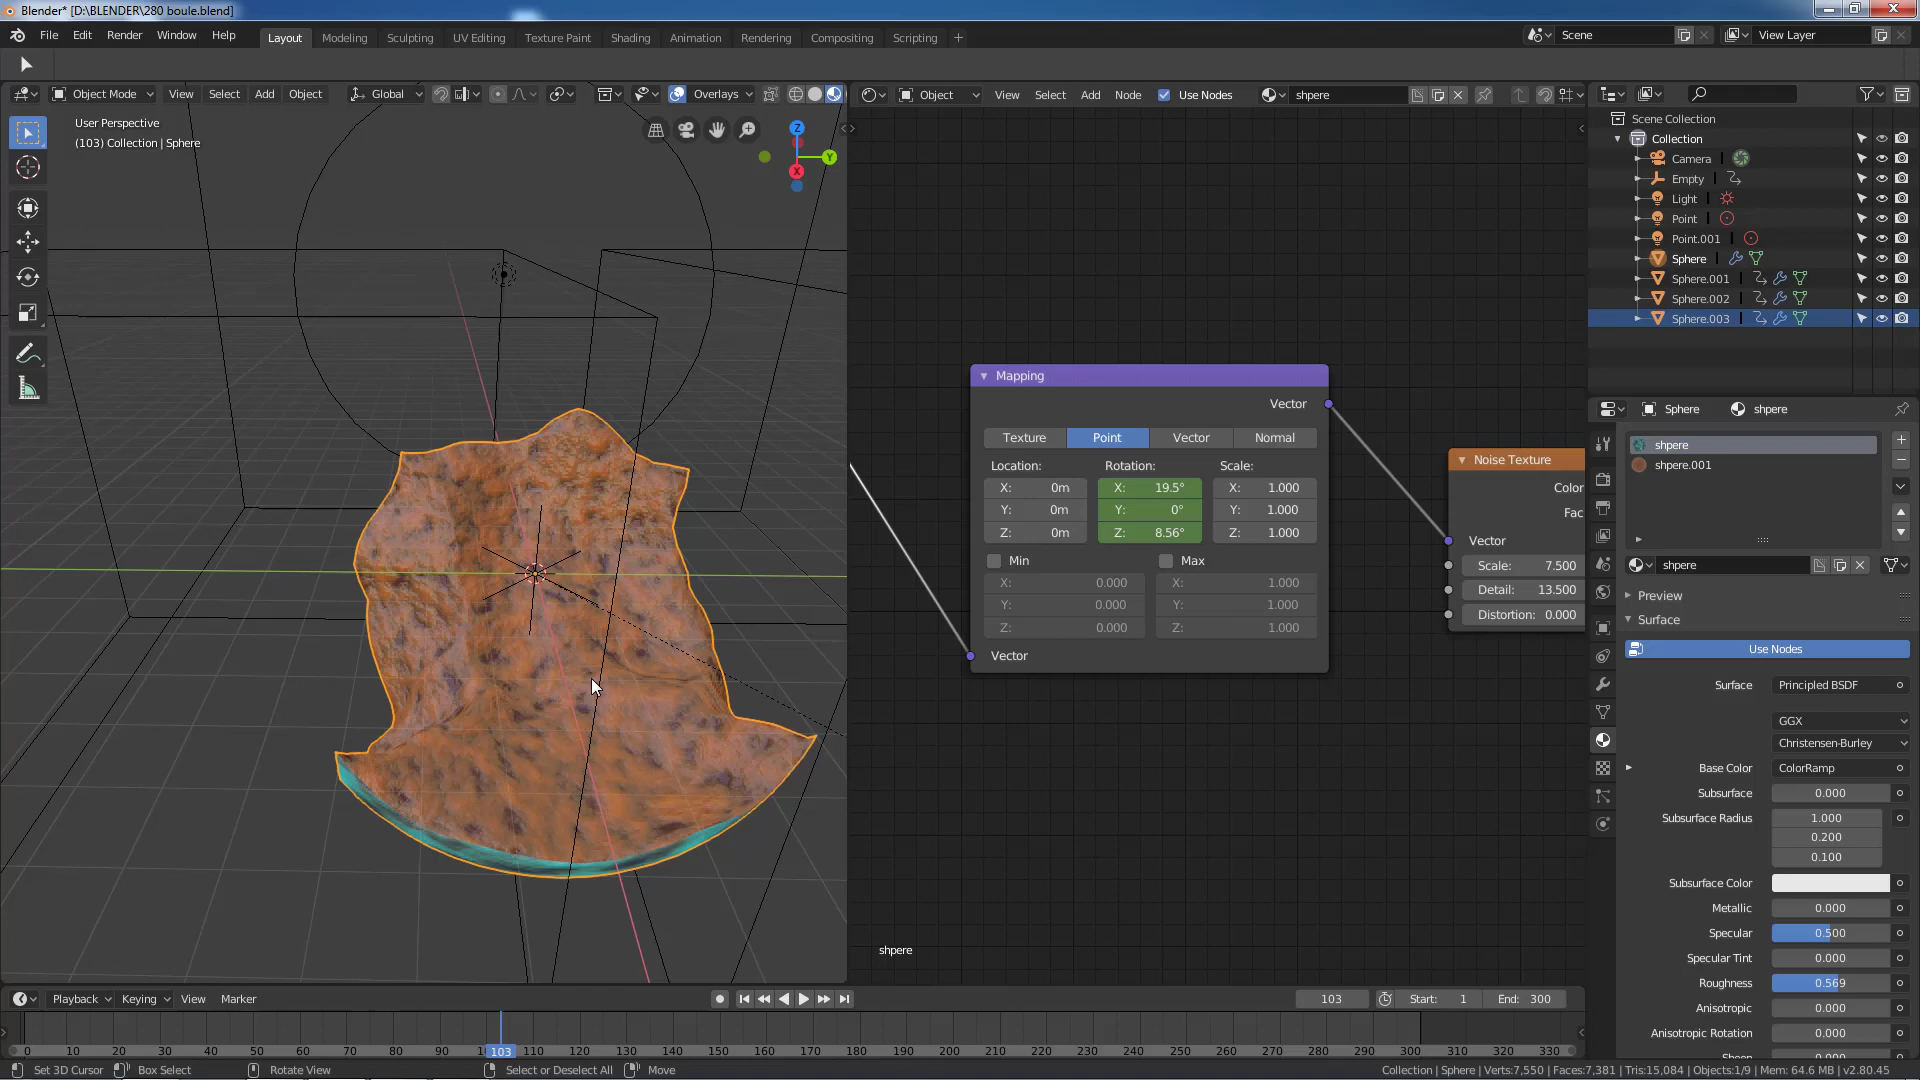 Blender* [D:\BLENDER\280 boule.blend]
File Edit Render Window Help Layout Modeling Sculpting UV Editing Texture Paint Shading Animation Rendering Compositing Scripting + Scene View Layer
Object Mode View Select Add Object Global Overlays Object View Select Add Node Use Nodes shpere
User Perspective
(103) Collection | Sphere
Z
Y
X
Scene Collection
Collection
Camera
Empty
Light
Point
Point.001
Sphere
Sphere.001
Sphere.002
Sphere.003
Mapping
Vector
Texture Point Vector Normal
Location: Rotation: Scale:
X: 0m X: 19.5° X: 1.000
Y: 0m Y: 0° Y: 1.000
Z: 0m Z: 8.56° Z: 1.000
Min Max
X: 0.000 X: 1.000
Y: 0.000 Y: 1.000
Z: 0.000 Z: 1.000
Vector
Noise Texture
Color
Fac
Vector
Scale: 7.500
Detail: 13.500
Distortion: 0.000
shpere
Sphere shpere
shpere
shpere.001
shpere
Preview
Surface
Use Nodes
Surface Principled BSDF
GGX
Christensen-Burley
Base Color ColorRamp
Subsurface 0.000
Subsurface Radius 1.000
0.200
0.100
Subsurface Color
Metallic 0.000
Specular 0.500
Specular Tint 0.000
Roughness 0.569
Anisotropic 0.000
Anisotropic Rotation 0.000
Playback Keying View Marker 103 Start: 1 End: 300
0 10 20 30 40 50 60 70 80 90 103 110 120 130 140 150 160 170 180 190 200 210 220 230 240 250 260 270 280 290 300 310 320 330
Set 3D Cursor Box Select Rotate View Select or Deselect All Move Collection | Sphere | Verts:7,550 | Faces:7,381 | Tris:15,084 | Objects:1/9 | Mem: 64.6 MB | v2.80.45